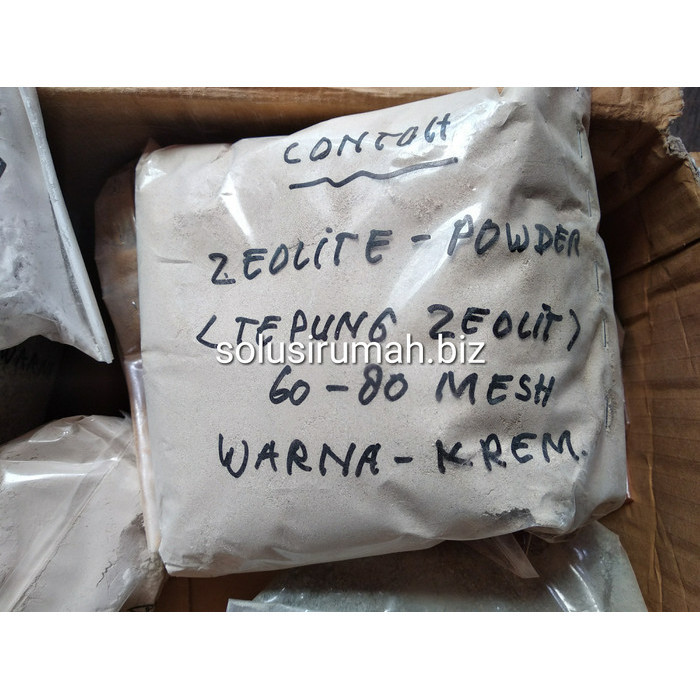 CONTOH
ZEOLITE - POWDER
(TEPUNG ZEOLIT)
solusirumah.biz
60-80 MESH
WARNA - KREM.